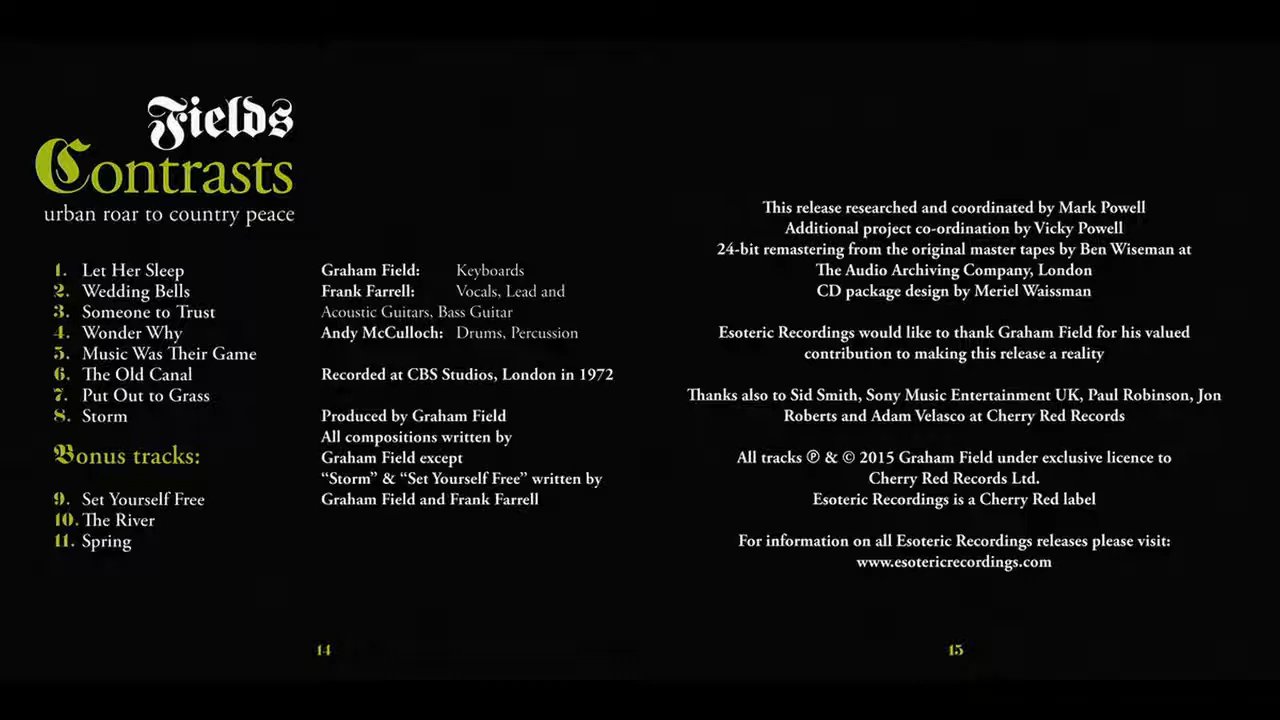 Fields
Contrasts
urban roar to country peace
1. Let Her Sleep
2. Wedding Bells
3. Someone to Trust
4. Wonder Why
5. Music Was Their Game
6. The Old Canal
7. Put Out to Grass
8. Storm
Bonus tracks:
9. Set Yourself Free
10. The River
11. Spring
Graham Field: Keyboards
Frank Farrell: Vocals, Lead and
Acoustic Guitars, Bass Guitar
Andy McCulloch: Drums, Percussion
Recorded at CBS Studios, London in 1972
Produced by Graham Field
All compositions written by
Graham Field except
“Storm” & “Set Yourself Free” written by
Graham Field and Frank Farrell
14
This release researched and coordinated by Mark Powell
Additional project co-ordination by Vicky Powell
24-bit remastering from the original master tapes by Ben Wiseman at
The Audio Archiving Company, London
CD package design by Meriel Waissman
Esoteric Recordings would like to thank Graham Field for his valued
contribution to making this release a reality
Thanks also to Sid Smith, Sony Music Entertainment UK, Paul Robinson, Jon
Roberts and Adam Velasco at Cherry Red Records
All tracks ℗ & © 2015 Graham Field under exclusive licence to
Cherry Red Records Ltd.
Esoteric Recordings is a Cherry Red label
For information on all Esoteric Recordings releases please visit:
www.esotericrecordings.com
15